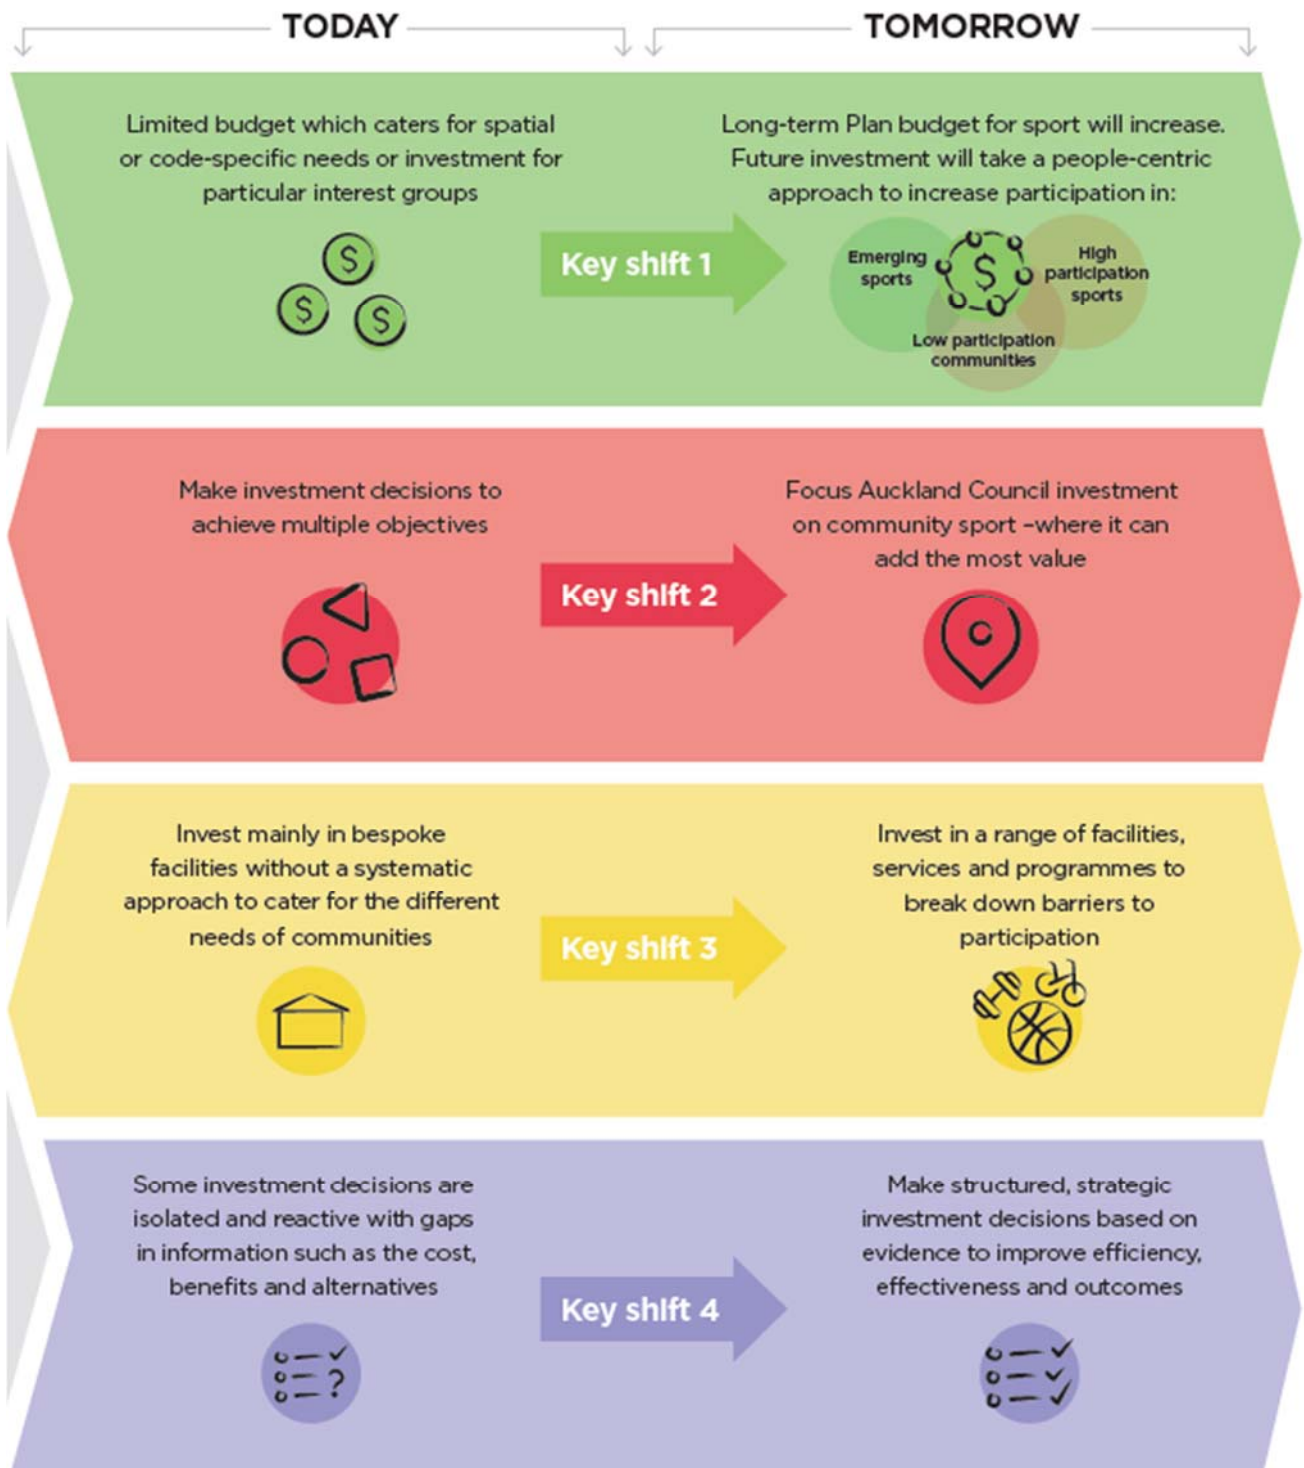 TODAY
TOMORROW
Limited budget which caters for spatial
or code-specific needs or investment for
particular interest groups
$
$
$
Key shift 1
Long-term Plan budget for sport will increase.
Future investment will take a people-centric
approach to increase participation in:
Emerging
sports
$
High
participation
sports
Low participation
communities
Make investment decisions to
achieve multiple objectives
Key shift 2
Focus Auckland Council investment
on community sport –where it can
add the most value
Invest mainly in bespoke
facilities without a systematic
approach to cater for the different
needs of communities
Key shift 3
Invest in a range of facilities,
services and programmes to
break down barriers to
participation
Some investment decisions are
isolated and reactive with gaps
in information such as the cost,
benefits and alternatives
?
Key shift 4
Make structured, strategic
investment decisions based on
evidence to improve efficiency,
effectiveness and outcomes